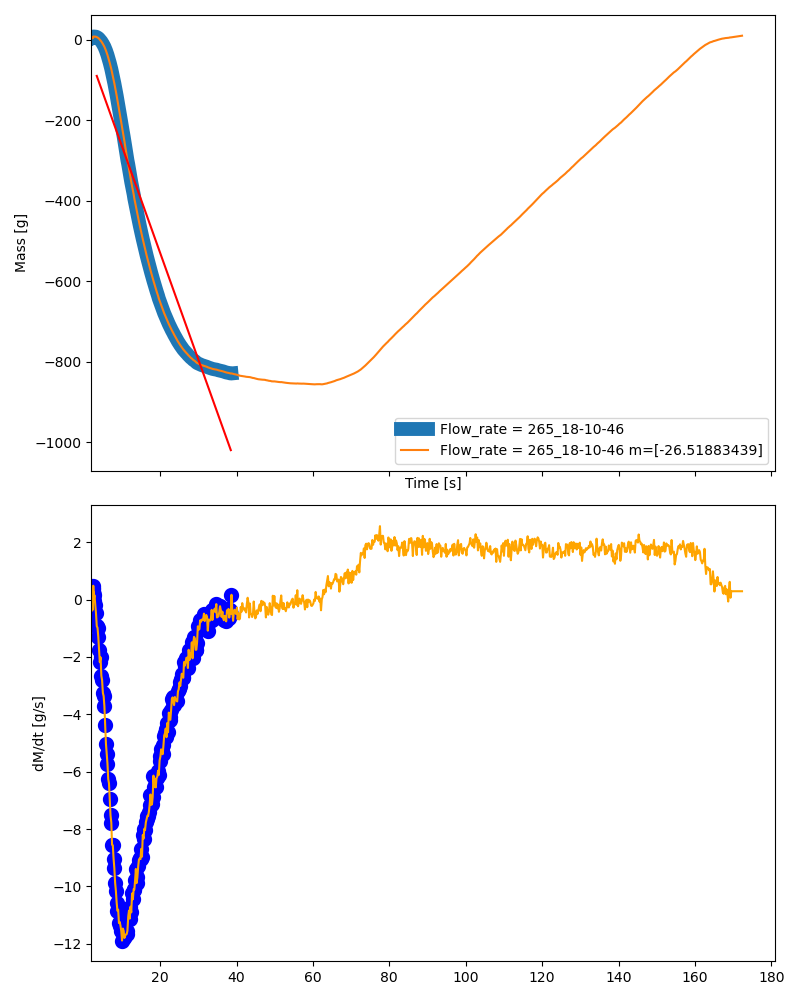 0
−200
−400
−600
−800
−1000
Mass [g]
Flow_rate = 265_18-10-46
Flow_rate = 265_18-10-46 m=[-26.51883439]
Time [s]
2
0
−2
−4
−6
−8
−10
−12
dM/dt [g/s]
20 40 60 80 100 120 140 160 180